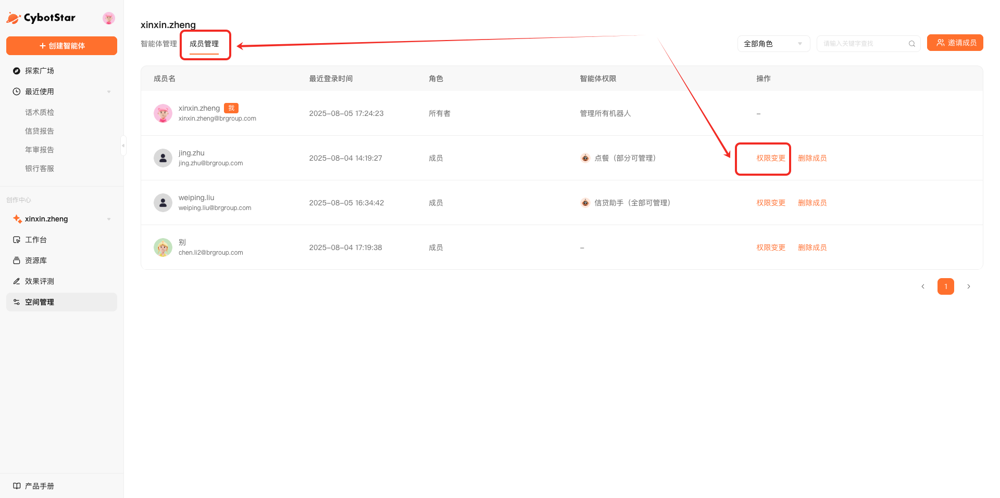 CybotStar
+ 创建智能体
探索广场
最近使用
话术质检
信贷报告
年审报告
银行客服
创作中心
xinxin.zheng
工作台
资源库
效果评测
空间管理
产品手册
xinxin.zheng
智能体管理 成员管理
全部角色 请输入关键字查找 邀请成员
成员名 最近登录时间 角色 智能体权限 操作
xinxin.zheng 我
xinxin.zheng@brgroup.com 2025-08-05 17:24:23 所有者 管理所有机器人 –
jing.zhu
jing.zhu@brgroup.com 2025-08-04 14:19:27 成员 点餐（部分可管理） 权限变更 删除成员
weiping.liu
weiping.liu@brgroup.com 2025-08-05 16:34:42 成员 信贷助手（全部可管理） 权限变更 删除成员
别
chen.li2@brgroup.com 2025-08-04 17:19:38 成员 – 权限变更 删除成员
1